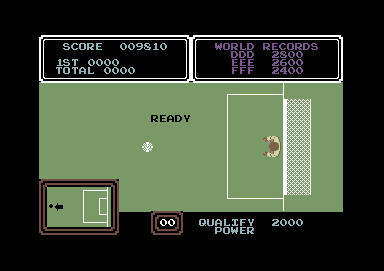 SCORE 009810
1ST 0000
TOTAL 0000
WORLD RECORDS
DDD 2800
EEE 2600
FFF 2400
READY
00
QUALIFY 2000
POWER